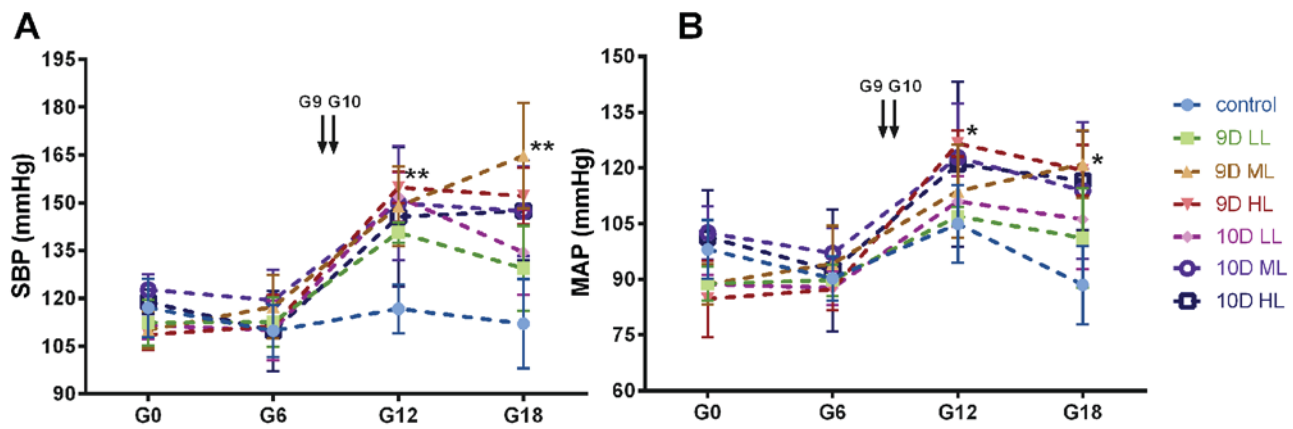 A
SBP (mmHg)
195
180
165
150
135
120
105
90
G9 G10
**
**
G0
G6
G12
G18
B
MAP (mmHg)
150
135
120
105
90
75
60
G9 G10
*
*
G0
G6
G12
G18
control
9D LL
9D ML
9D HL
10D LL
10D ML
10D HL